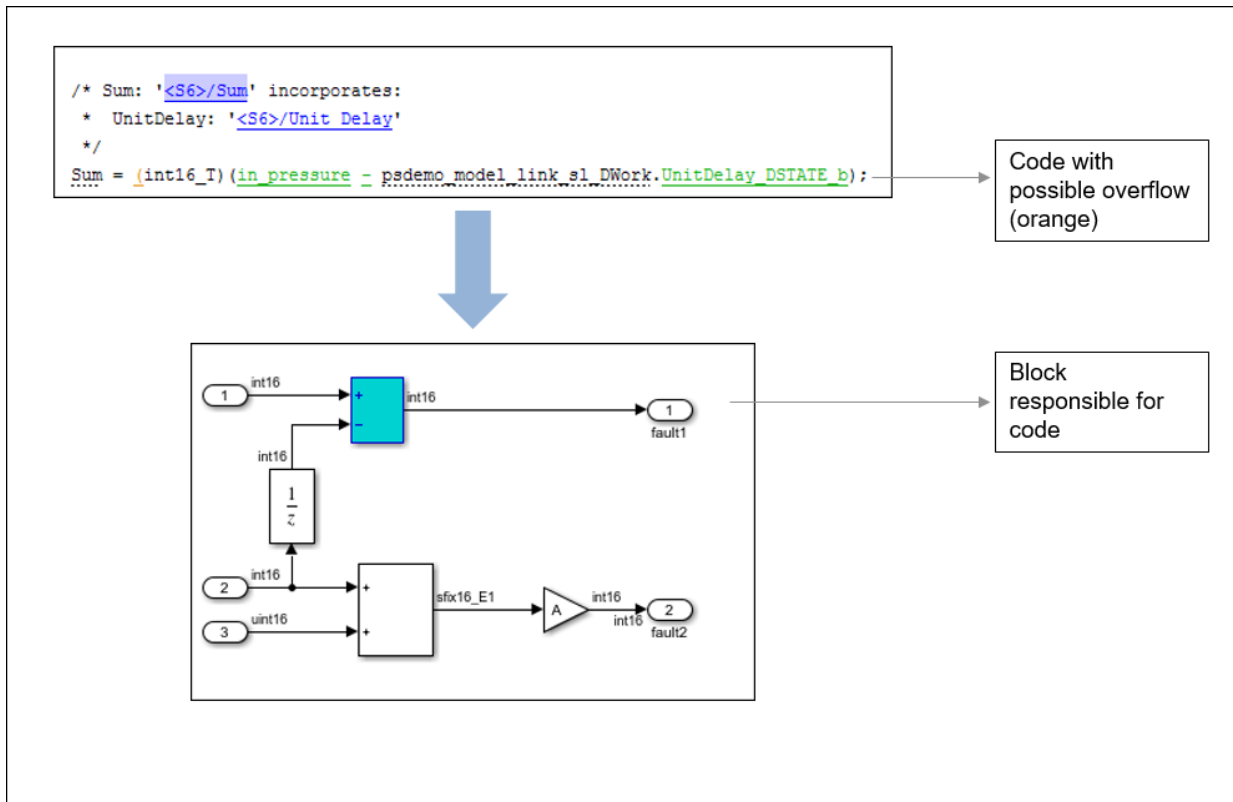 /* Sum: '<S6>/Sum' incorporates:
 *  UnitDelay: '<S6>/Unit Delay'
 */
Sum = (int16_T)(in_pressure - psdemo_model_link_sl_DWork.UnitDelay_DSTATE_b);
Code with
possible overflow
(orange)
Block
responsible for
code
1
int16
+
−
int16
1
fault1
int16
1
z
2
int16
3
uint16
+
+
sfix16_E1
A
int16
int16
2
fault2